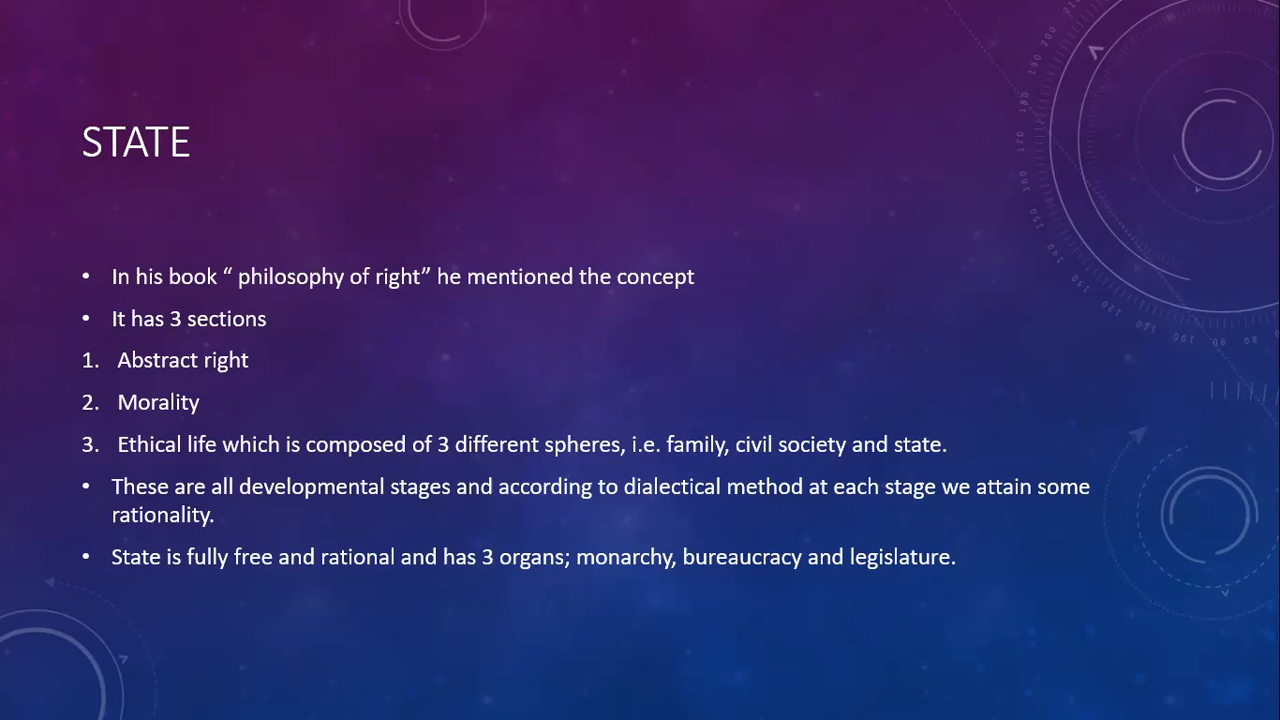 STATE
• In his book “ philosophy of right” he mentioned the concept
• It has 3 sections
1. Abstract right
2. Morality
3. Ethical life which is composed of 3 different spheres, i.e. family, civil society and state.
• These are all developmental stages and according to dialectical method at each stage we attain some
rationality.
• State is fully free and rational and has 3 organs; monarchy, bureaucracy and legislature.